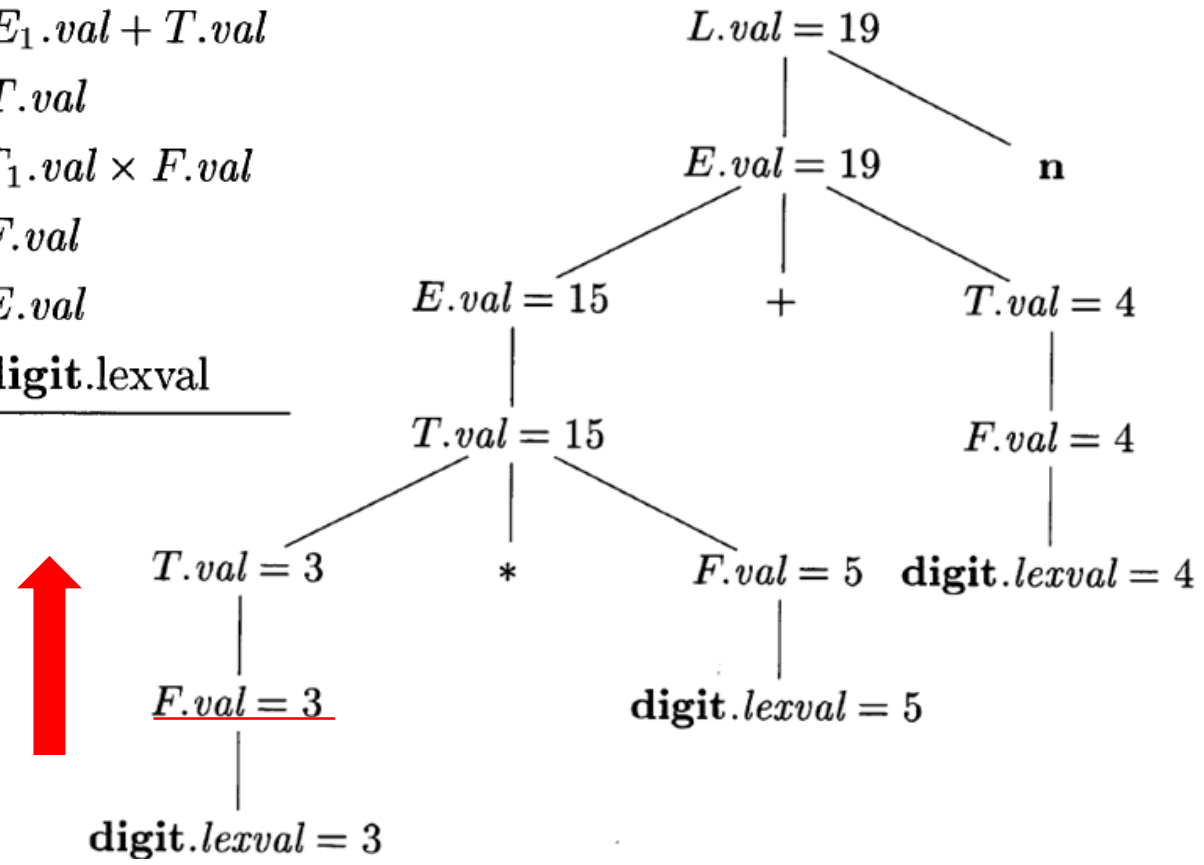 E₁.val + T.val
T.val
T₁.val × F.val
F.val
E.val
digit.lexval
L.val = 19
E.val = 19 n
E.val = 15 + T.val = 4
T.val = 15 F.val = 4
T.val = 3 * F.val = 5 digit.lexval = 4
F.val = 3 digit.lexval = 5
digit.lexval = 3